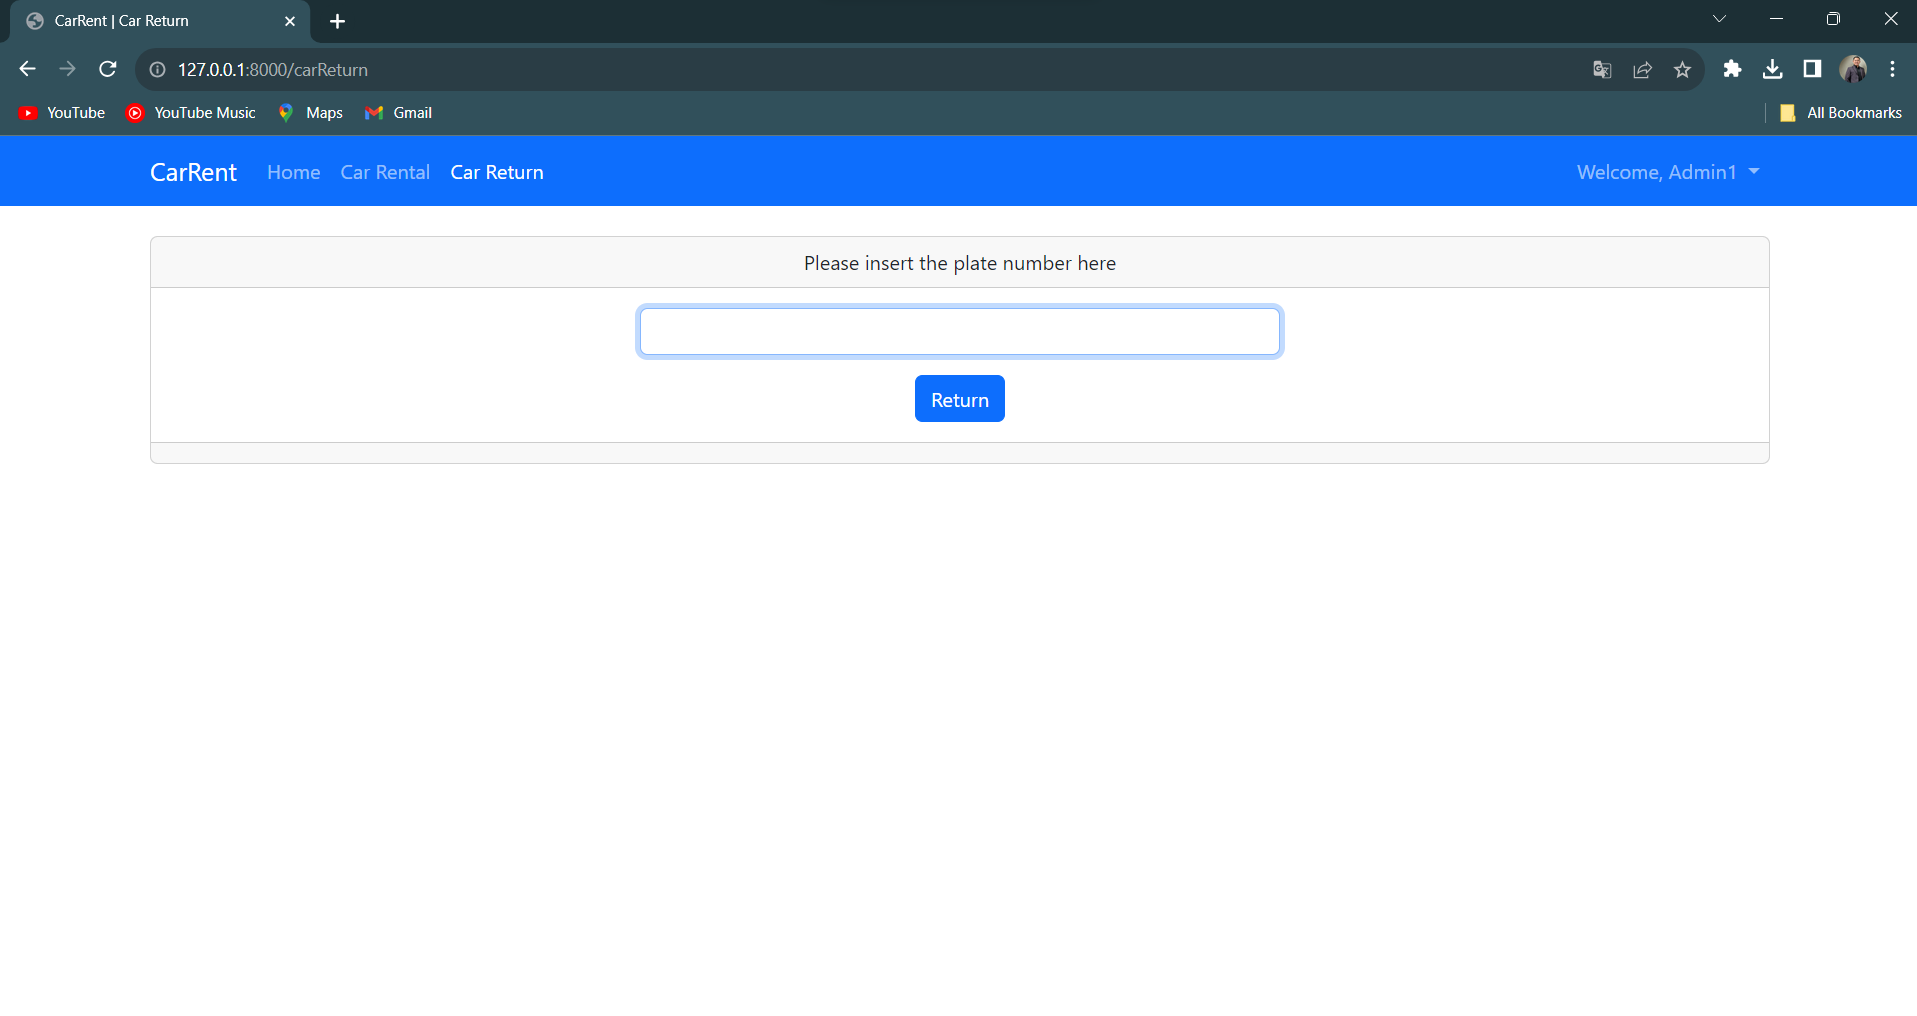 CarRent | Car Return
127.0.0.1:8000/carReturn
YouTube YouTube Music Maps Gmail All Bookmarks
CarRent Home Car Rental Car Return Welcome, Admin1
Please insert the plate number here
Return